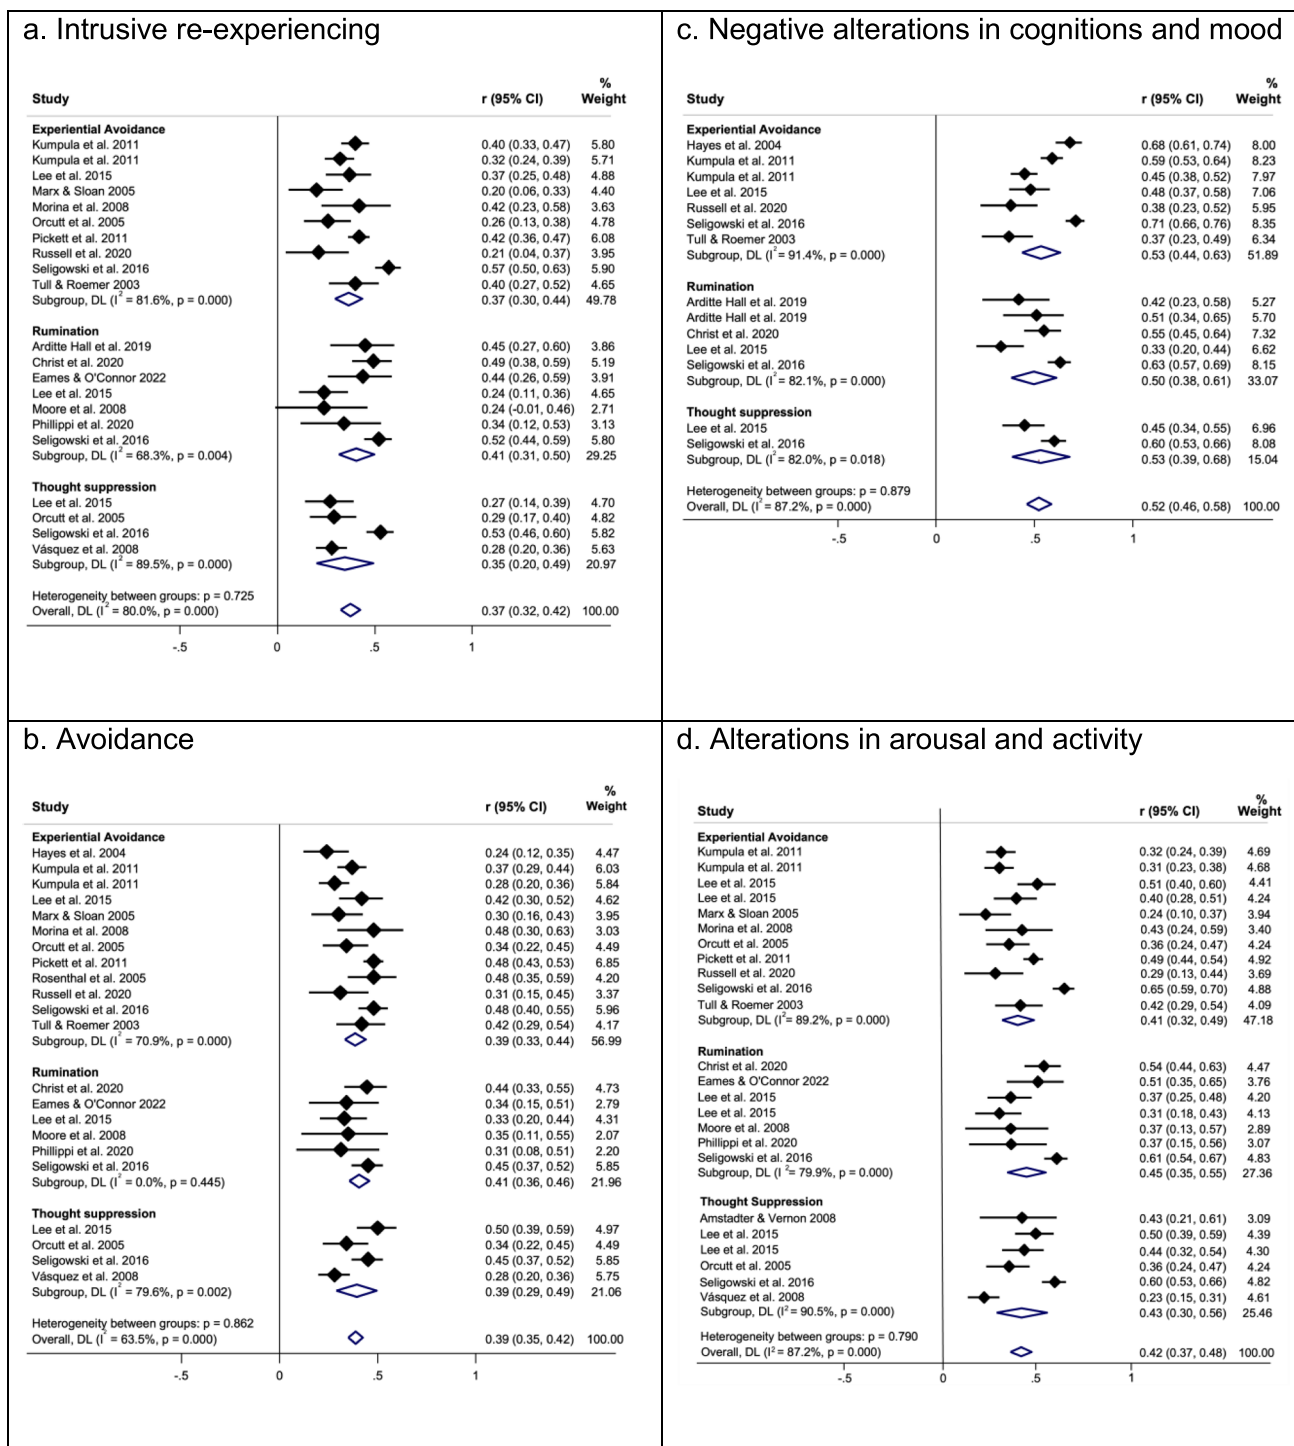 a. Intrusive re-experiencing
%
Study r (95% CI) Weight
Experiential Avoidance
Kumpula et al. 2011 0.40 (0.33, 0.47) 5.80
Kumpula et al. 2011 0.32 (0.24, 0.39) 5.71
Lee et al. 2015 0.37 (0.25, 0.48) 4.88
Marx & Sloan 2005 0.20 (0.06, 0.33) 4.40
Morina et al. 2008 0.42 (0.23, 0.58) 3.63
Orcutt et al. 2005 0.26 (0.13, 0.38) 4.78
Pickett et al. 2011 0.42 (0.36, 0.47) 6.08
Russell et al. 2020 0.21 (0.04, 0.37) 3.95
Seligowski et al. 2016 0.57 (0.50, 0.63) 5.90
Tull & Roemer 2003 0.40 (0.27, 0.52) 4.65
Subgroup, DL (I² = 81.6%, p = 0.000) 0.37 (0.30, 0.44) 49.78
Rumination
Arditte Hall et al. 2019 0.45 (0.27, 0.60) 3.86
Christ et al. 2020 0.49 (0.38, 0.59) 5.19
Eames & O'Connor 2022 0.44 (0.26, 0.59) 3.91
Lee et al. 2015 0.24 (0.11, 0.36) 4.65
Moore et al. 2008 0.24 (-0.01, 0.46) 2.71
Phillippi et al. 2020 0.34 (0.12, 0.53) 3.13
Seligowski et al. 2016 0.52 (0.44, 0.59) 5.80
Subgroup, DL (I² = 68.3%, p = 0.004) 0.41 (0.31, 0.50) 29.25
Thought suppression
Lee et al. 2015 0.27 (0.14, 0.39) 4.70
Orcutt et al. 2005 0.29 (0.17, 0.40) 4.82
Seligowski et al. 2016 0.53 (0.46, 0.60) 5.82
Vásquez et al. 2008 0.28 (0.20, 0.36) 5.63
Subgroup, DL (I² = 89.5%, p = 0.000) 0.35 (0.20, 0.49) 20.97
Heterogeneity between groups: p = 0.725
Overall, DL (I² = 80.0%, p = 0.000) 0.37 (0.32, 0.42) 100.00
-.5 0 .5 1
c. Negative alterations in cognitions and mood
%
Study r (95% CI) Weight
Experiential Avoidance
Hayes et al. 2004 0.68 (0.61, 0.74) 8.00
Kumpula et al. 2011 0.59 (0.53, 0.64) 8.23
Kumpula et al. 2011 0.45 (0.38, 0.52) 7.97
Lee et al. 2015 0.48 (0.37, 0.58) 7.06
Russell et al. 2020 0.38 (0.23, 0.52) 5.95
Seligowski et al. 2016 0.71 (0.66, 0.76) 8.35
Tull & Roemer 2003 0.37 (0.23, 0.49) 6.34
Subgroup, DL (I² = 91.4%, p = 0.000) 0.53 (0.44, 0.63) 51.89
Rumination
Arditte Hall et al. 2019 0.42 (0.23, 0.58) 5.27
Arditte Hall et al. 2019 0.51 (0.34, 0.65) 5.70
Christ et al. 2020 0.55 (0.45, 0.64) 7.32
Lee et al. 2015 0.33 (0.20, 0.44) 6.62
Seligowski et al. 2016 0.63 (0.57, 0.69) 8.15
Subgroup, DL (I² = 82.1%, p = 0.000) 0.50 (0.38, 0.61) 33.07
Thought suppression
Lee et al. 2015 0.45 (0.34, 0.55) 6.96
Seligowski et al. 2016 0.60 (0.53, 0.66) 8.08
Subgroup, DL (I² = 82.0%, p = 0.018) 0.53 (0.39, 0.68) 15.04
Heterogeneity between groups: p = 0.879
Overall, DL (I² = 87.2%, p = 0.000) 0.52 (0.46, 0.58) 100.00
-.5 0 .5 1
b. Avoidance
%
Study r (95% CI) Weight
Experiential Avoidance
Hayes et al. 2004 0.24 (0.12, 0.35) 4.47
Kumpula et al. 2011 0.37 (0.29, 0.44) 6.03
Kumpula et al. 2011 0.28 (0.20, 0.36) 5.84
Lee et al. 2015 0.42 (0.30, 0.52) 4.62
Marx & Sloan 2005 0.30 (0.16, 0.43) 3.95
Morina et al. 2008 0.48 (0.30, 0.63) 3.03
Orcutt et al. 2005 0.34 (0.22, 0.45) 4.49
Pickett et al. 2011 0.48 (0.43, 0.53) 6.85
Rosenthal et al. 2005 0.48 (0.35, 0.59) 4.20
Russell et al. 2020 0.31 (0.15, 0.45) 3.37
Seligowski et al. 2016 0.48 (0.40, 0.55) 5.96
Tull & Roemer 2003 0.42 (0.29, 0.54) 4.17
Subgroup, DL (I² = 70.9%, p = 0.000) 0.39 (0.33, 0.44) 56.99
Rumination
Christ et al. 2020 0.44 (0.33, 0.55) 4.73
Eames & O'Connor 2022 0.34 (0.15, 0.51) 2.79
Lee et al. 2015 0.33 (0.20, 0.44) 4.31
Moore et al. 2008 0.35 (0.11, 0.55) 2.07
Phillippi et al. 2020 0.31 (0.08, 0.51) 2.20
Seligowski et al. 2016 0.45 (0.37, 0.52) 5.85
Subgroup, DL (I² = 0.0%, p = 0.445) 0.41 (0.36, 0.46) 21.96
Thought suppression
Lee et al. 2015 0.50 (0.39, 0.59) 4.97
Orcutt et al. 2005 0.34 (0.22, 0.45) 4.49
Seligowski et al. 2016 0.45 (0.37, 0.52) 5.85
Vásquez et al. 2008 0.28 (0.20, 0.36) 5.75
Subgroup, DL (I² = 79.6%, p = 0.002) 0.39 (0.29, 0.49) 21.06
Heterogeneity between groups: p = 0.862
Overall, DL (I² = 63.5%, p = 0.000) 0.39 (0.35, 0.42) 100.00
-.5 0 .5 1
d. Alterations in arousal and activity
%
Study r (95% CI) Weight
Experiential Avoidance
Kumpula et al. 2011 0.32 (0.24, 0.39) 4.69
Kumpula et al. 2011 0.31 (0.23, 0.38) 4.68
Lee et al. 2015 0.51 (0.40, 0.60) 4.41
Lee et al. 2015 0.40 (0.28, 0.51) 4.24
Marx & Sloan 2005 0.24 (0.10, 0.37) 3.94
Morina et al. 2008 0.43 (0.24, 0.59) 3.40
Orcutt et al. 2005 0.36 (0.24, 0.47) 4.24
Pickett et al. 2011 0.49 (0.44, 0.54) 4.92
Russell et al. 2020 0.29 (0.13, 0.44) 3.69
Seligowski et al. 2016 0.65 (0.59, 0.70) 4.88
Tull & Roemer 2003 0.42 (0.29, 0.54) 4.09
Subgroup, DL (I² = 89.2%, p = 0.000) 0.41 (0.32, 0.49) 47.18
Rumination
Christ et al. 2020 0.54 (0.44, 0.63) 4.47
Eames & O'Connor 2022 0.51 (0.35, 0.65) 3.76
Lee et al. 2015 0.37 (0.25, 0.48) 4.20
Lee et al. 2015 0.31 (0.18, 0.43) 4.13
Moore et al. 2008 0.37 (0.13, 0.57) 2.89
Phillippi et al. 2020 0.37 (0.15, 0.56) 3.07
Seligowski et al. 2016 0.61 (0.54, 0.67) 4.83
Subgroup, DL (I² = 79.9%, p = 0.000) 0.45 (0.35, 0.55) 27.36
Thought Suppression
Amstadter & Vernon 2008 0.43 (0.21, 0.61) 3.09
Lee et al. 2015 0.50 (0.39, 0.59) 4.39
Lee et al. 2015 0.44 (0.32, 0.54) 4.30
Orcutt et al. 2005 0.36 (0.24, 0.47) 4.24
Seligowski et al. 2016 0.60 (0.53, 0.66) 4.82
Vásquez et al. 2008 0.23 (0.15, 0.31) 4.61
Subgroup, DL (I² = 90.5%, p = 0.000) 0.43 (0.30, 0.56) 25.46
Heterogeneity between groups: p = 0.790
Overall, DL (I² = 87.2%, p = 0.000) 0.42 (0.37, 0.48) 100.00
-.5 0 .5 1